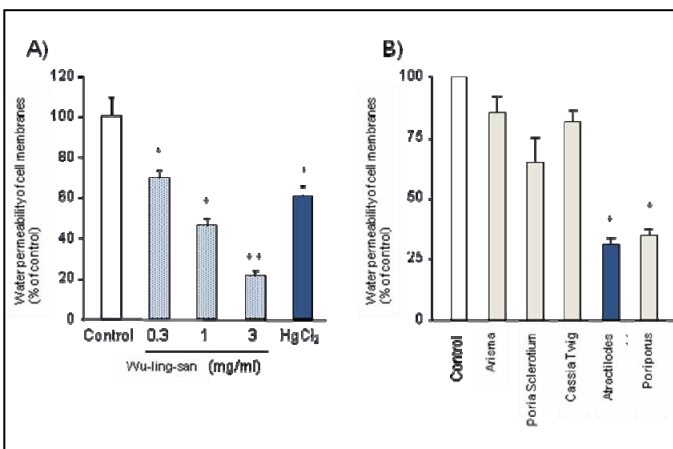 A)
Water permeability of cell membranes
(% of control)
120
100
80
60
40
20
0
*
*
**
*
Control
0.3
1
3
HgCl₂
Wu-ling-san (mg/ml)
B)
Water permeability of cell membranes
(% of control)
100
75
50
25
0
*
*
Control
Arisma
Poria Sclerotium
Cassia Twig
Atroctilodes
Poriporus